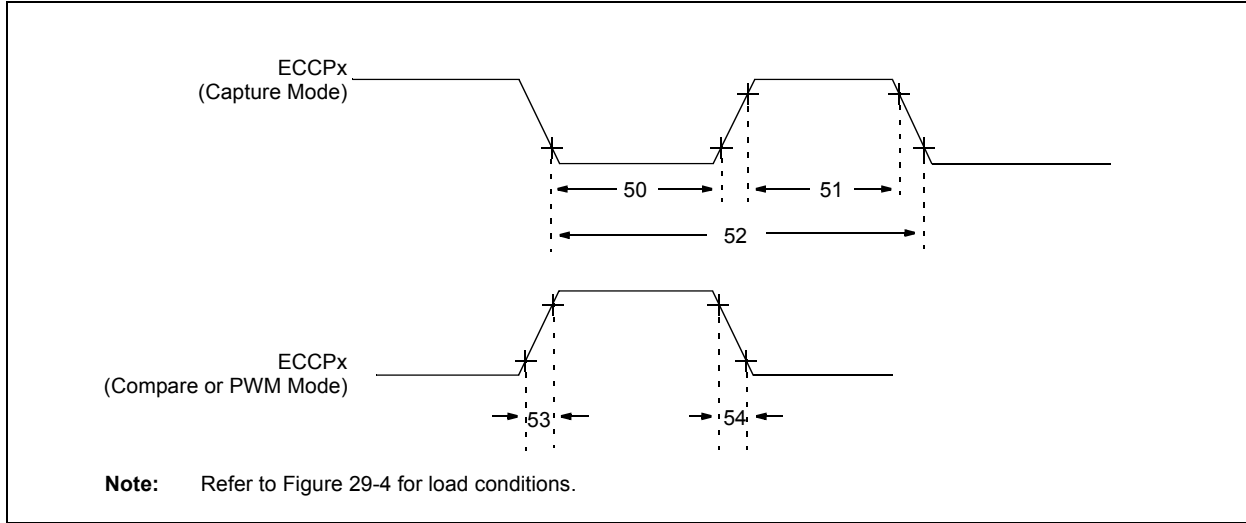 ECCPx
(Capture Mode)
50
51
52
ECCPx
(Compare or PWM Mode)
53
54
Note: Refer to Figure 29-4 for load conditions.